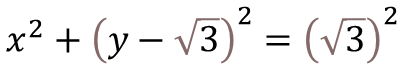 x² + (y − √3)² = (√3)²